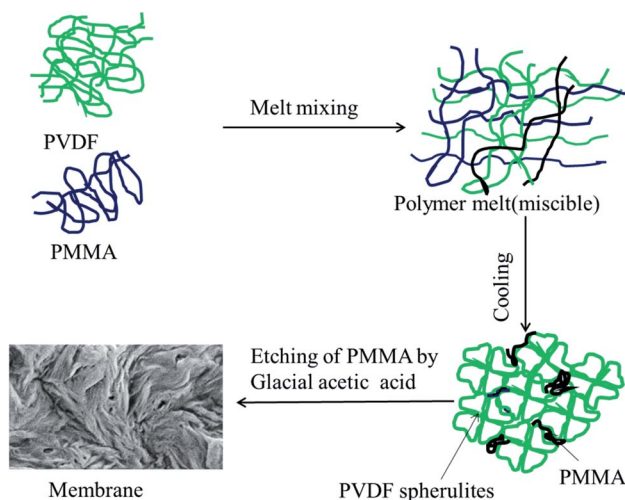 PVDF
Melt mixing
PMMA
Polymer melt(miscible)
Cooling
Etching of PMMA by
Glacial acetic acid
Membrane
PVDF spherulites
PMMA